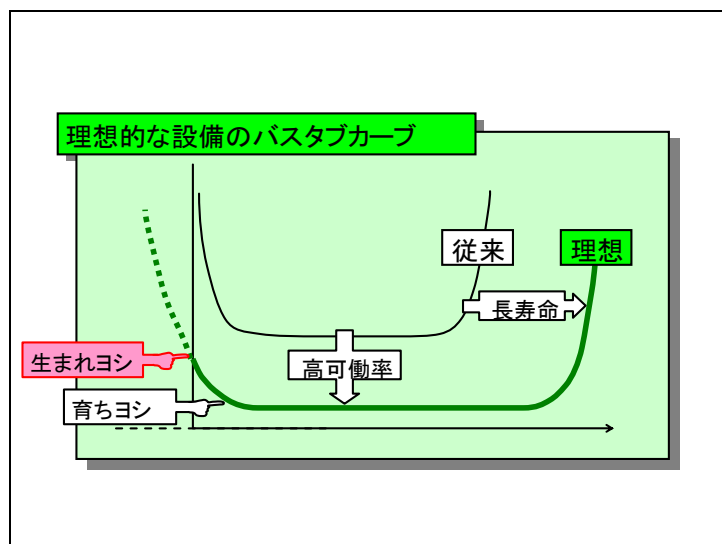 理想的な設備のバスタブカーブ
従来
理想
長寿命
生まれヨシ
高可働率
育ちヨシ